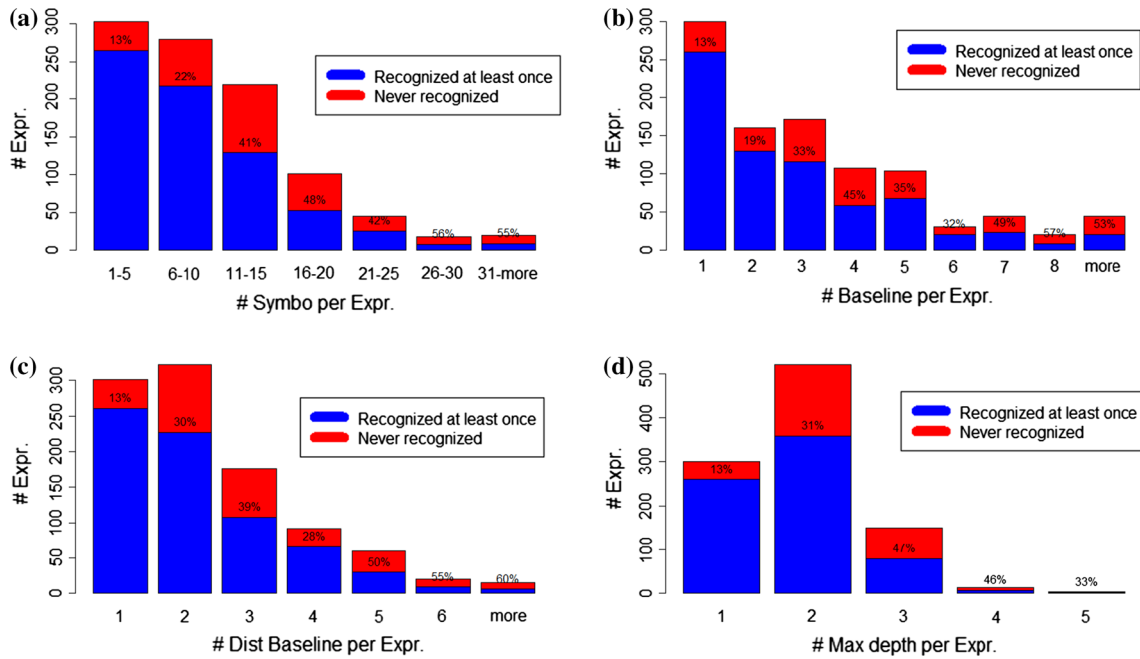 (a)
300
250
200
150
100
50
0
# Expr.
13%
22%
41%
48%
42%
56%
55%
Recognized at least once
Never recognized
1-5 6-10 11-15 16-20 21-25 26-30 31-more
# Symbo per Expr.
(b)
300
250
200
150
100
50
0
# Expr.
13%
19%
33%
45%
35%
32%
49%
57%
53%
Recognized at least once
Never recognized
1 2 3 4 5 6 7 8 more
# Baseline per Expr.
(c)
300
250
200
150
100
50
0
# Expr.
13%
30%
39%
28%
50%
55%
60%
Recognized at least once
Never recognized
1 2 3 4 5 6 more
# Dist Baseline per Expr.
(d)
500
400
300
200
100
0
# Expr.
13%
31%
47%
46%
33%
Recognized at least once
Never recognized
1 2 3 4 5
# Max depth per Expr.